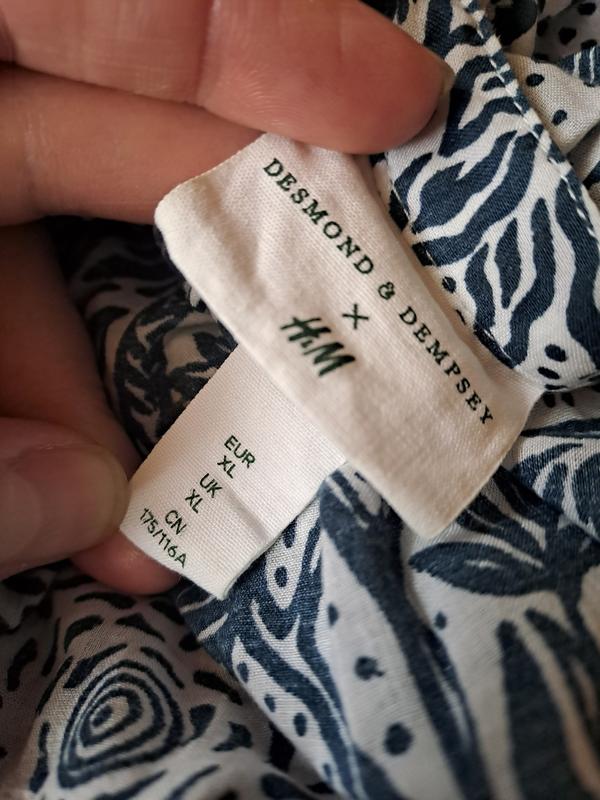 DESMOND & DEMPSEY
×
H&M
EUR
XL
UK
XL
CN
175/116A